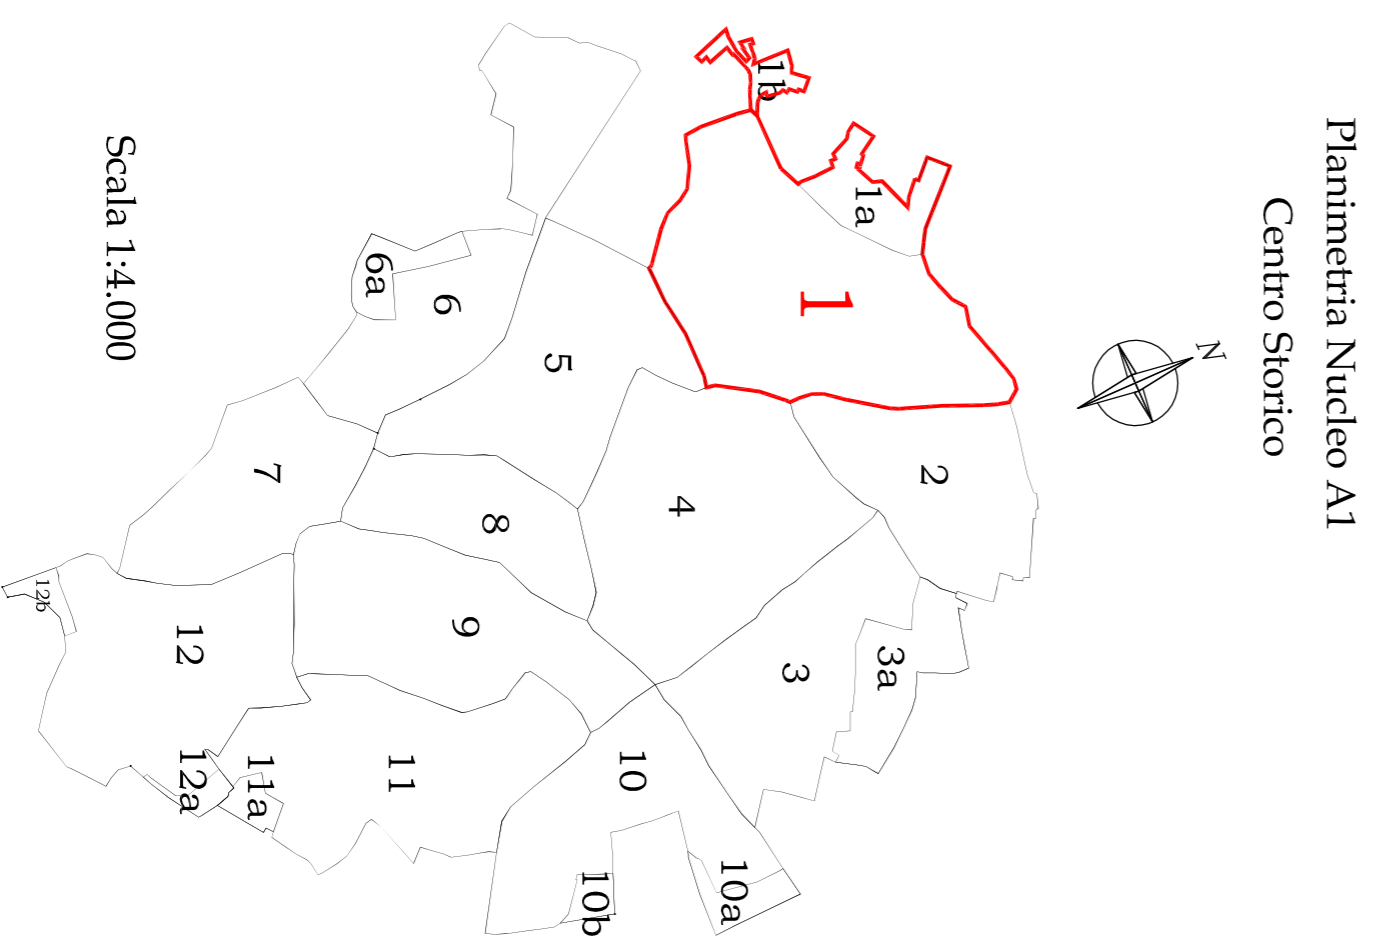 Planimetria Nucleo A1
Centro Storico
N
1b
1a
1
2
3a
3
4
5
6
6a
7
8
9
10
10a
10b
11
11a
12
12a
12b
Scala 1:4.000